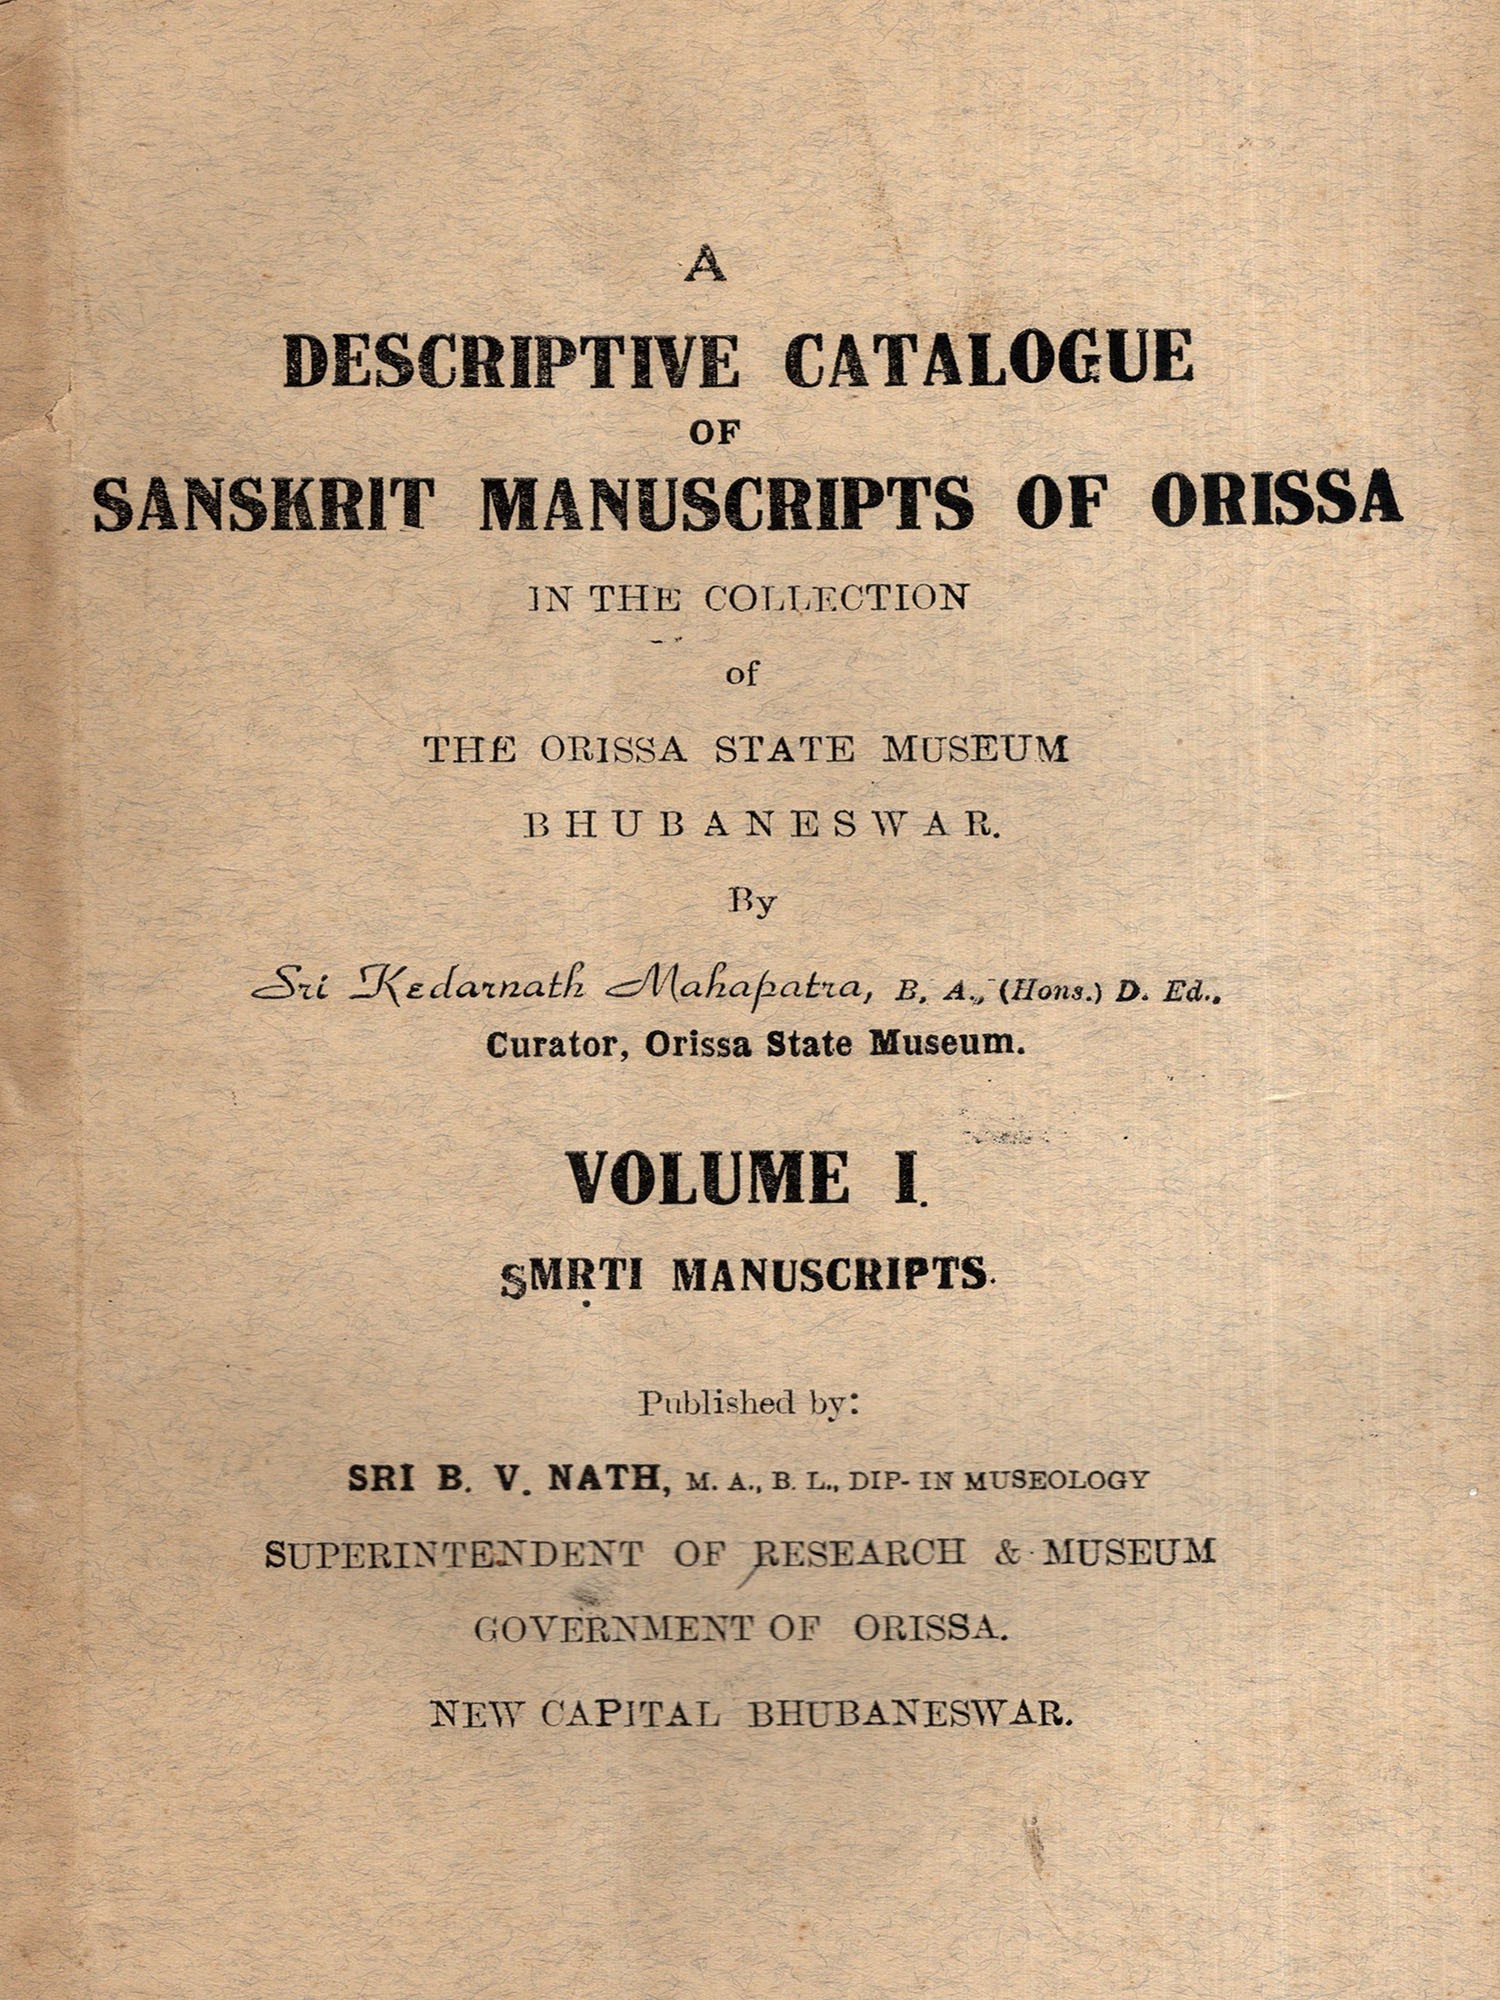 A
DESCRIPTIVE CATALOGUE
OF
SANSKRIT MANUSCRIPTS OF ORISSA
IN THE COLLECTION
of
THE ORISSA STATE MUSEUM
BHUBANESWAR.
By
Sri Kedarnath Mahapatra, B. A., (Hons.) D. Ed.,
Curator, Orissa State Museum.
VOLUME I.
SMṚTI MANUSCRIPTS.
Published by:
SRI B. V. NATH, M. A., B. L., DIP- IN MUSEOLOGY
SUPERINTENDENT OF RESEARCH & MUSEUM
GOVERNMENT OF ORISSA.
NEW CAPITAL BHUBANESWAR.